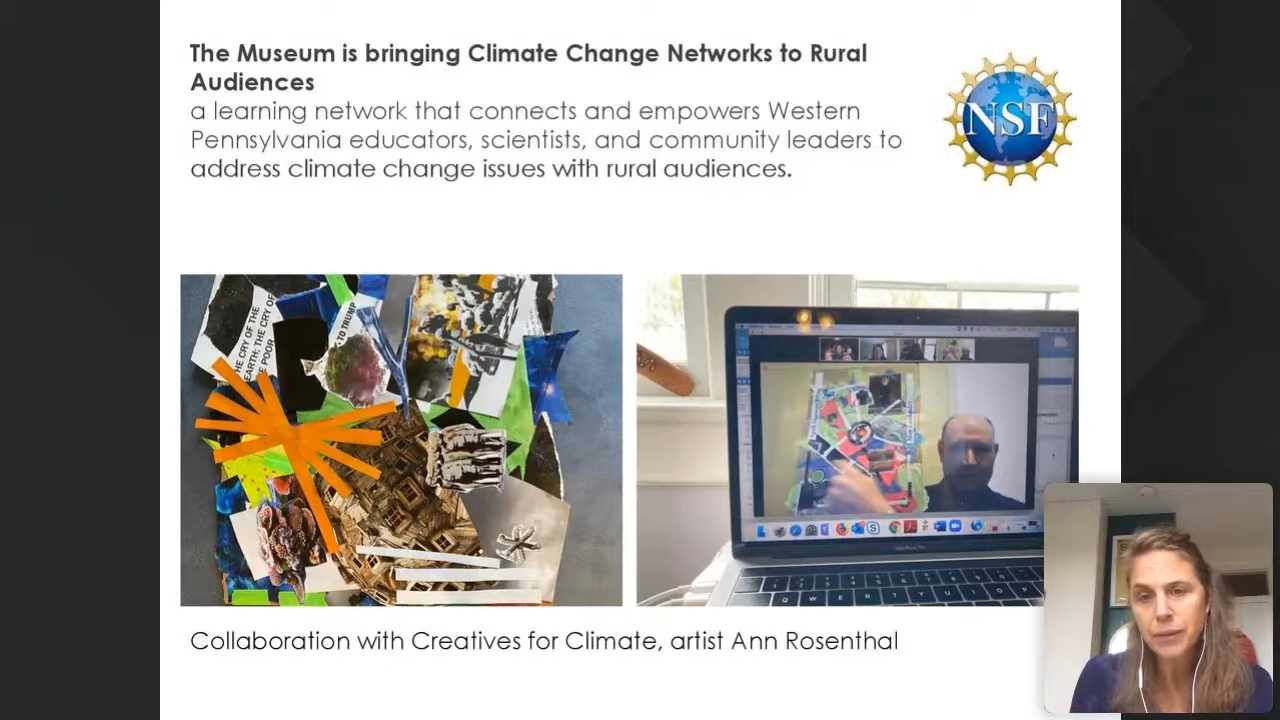 The Museum is bringing Climate Change Networks to Rural
Audiences
a learning network that connects and empowers Western
Pennsylvania educators, scientists, and community leaders to
address climate change issues with rural audiences.
NSF
THE CRY OF THE
EARTH: THE CRY OF
THE POOR
TO TRUMP
Q W E R T Y U I O P
Collaboration with Creatives for Climate, artist Ann Rosenthal